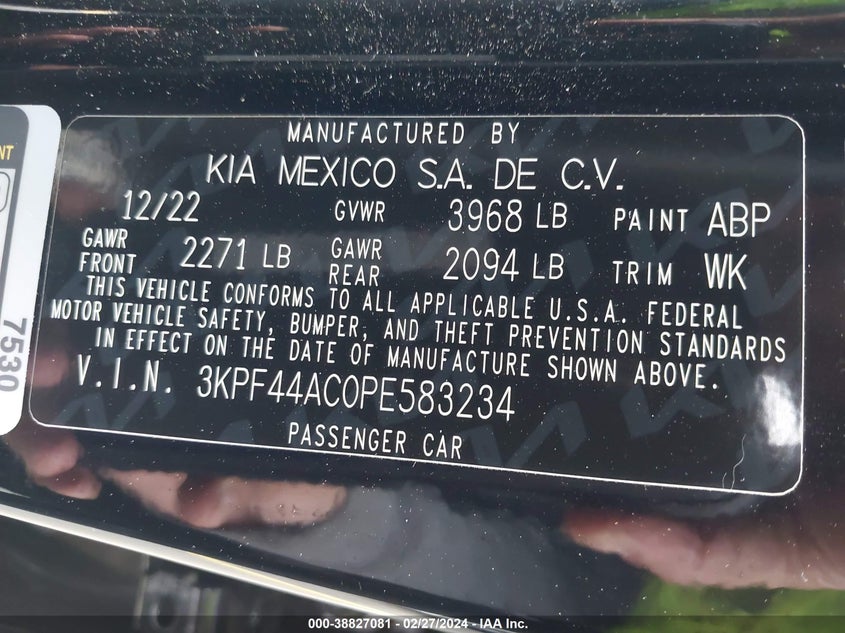 MANUFACTURED BY
KIA MEXICO S.A. DE C.V.
12/22 GVWR 3968 LB PAINT ABP
GAWR FRONT 2271 LB GAWR REAR 2094 LB TRIM WK
THIS VEHICLE CONFORMS TO ALL APPLICABLE U.S.A. FEDERAL
MOTOR VEHICLE SAFETY, BUMPER, AND THEFT PREVENTION STANDARDS
IN EFFECT ON THE DATE OF MANUFACTURE SHOWN ABOVE.
V.I.N. 3KPF44AC0PE583234
PASSENGER CAR
7530
000-38827081 - 02/27/2024 - IAA Inc.